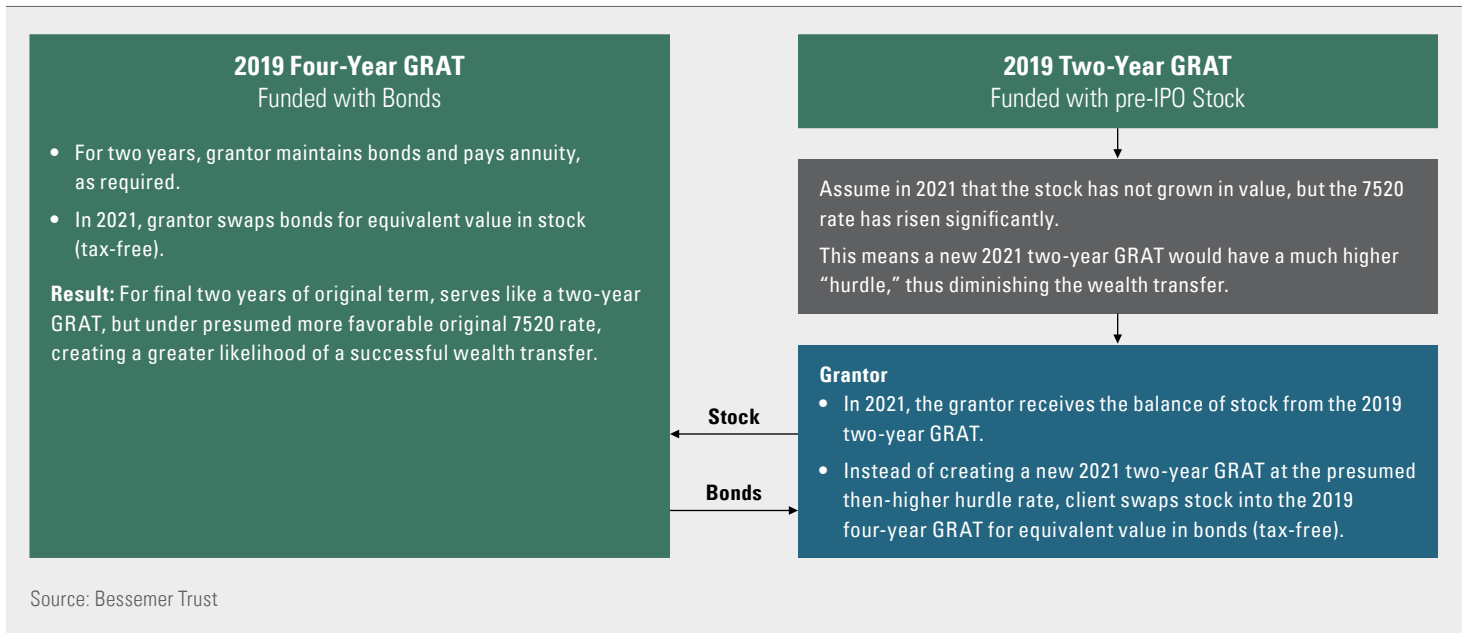 2019 Four-Year GRAT
Funded with Bonds
• For two years, grantor maintains bonds and pays annuity,
as required.
• In 2021, grantor swaps bonds for equivalent value in stock
(tax-free).
Result: For final two years of original term, serves like a two-year
GRAT, but under presumed more favorable original 7520 rate,
creating a greater likelihood of a successful wealth transfer.
2019 Two-Year GRAT
Funded with pre-IPO Stock
Assume in 2021 that the stock has not grown in value, but the 7520
rate has risen significantly.
This means a new 2021 two-year GRAT would have a much higher
“hurdle,” thus diminishing the wealth transfer.
Stock
Bonds
Grantor
• In 2021, the grantor receives the balance of stock from the 2019
two-year GRAT.
• Instead of creating a new 2021 two-year GRAT at the presumed
then-higher hurdle rate, client swaps stock into the 2019
four-year GRAT for equivalent value in bonds (tax-free).
Source: Bessemer Trust